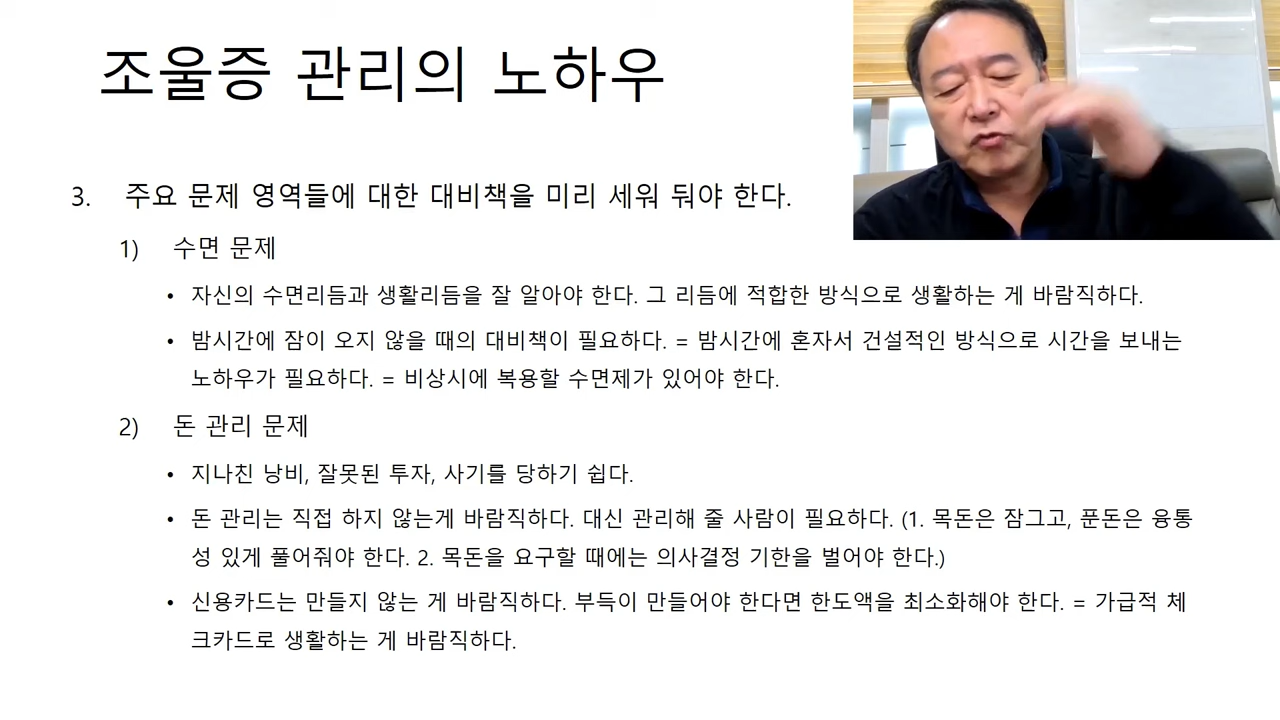 조울증 관리의 노하우
3. 주요 문제 영역들에 대한 대비책을 미리 세워 둬야 한다.
1) 수면 문제
• 자신의 수면리듬과 생활리듬을 잘 알아야 한다. 그 리듬에 적합한 방식으로 생활하는 게 바람직하다.
• 밤시간에 잠이 오지 않을 때의 대비책이 필요하다. = 밤시간에 혼자서 건설적인 방식으로 시간을 보내는
노하우가 필요하다. = 비상시에 복용할 수면제가 있어야 한다.
2) 돈 관리 문제
• 지나친 낭비, 잘못된 투자, 사기를 당하기 쉽다.
• 돈 관리는 직접 하지 않는게 바람직하다. 대신 관리해 줄 사람이 필요하다. (1. 목돈은 잠그고, 푼돈은 융통
성 있게 풀어줘야 한다. 2. 목돈을 요구할 때에는 의사결정 기한을 벌어야 한다.)
• 신용카드는 만들지 않는 게 바람직하다. 부득이 만들어야 한다면 한도액을 최소화해야 한다. = 가급적 체
크카드로 생활하는 게 바람직하다.